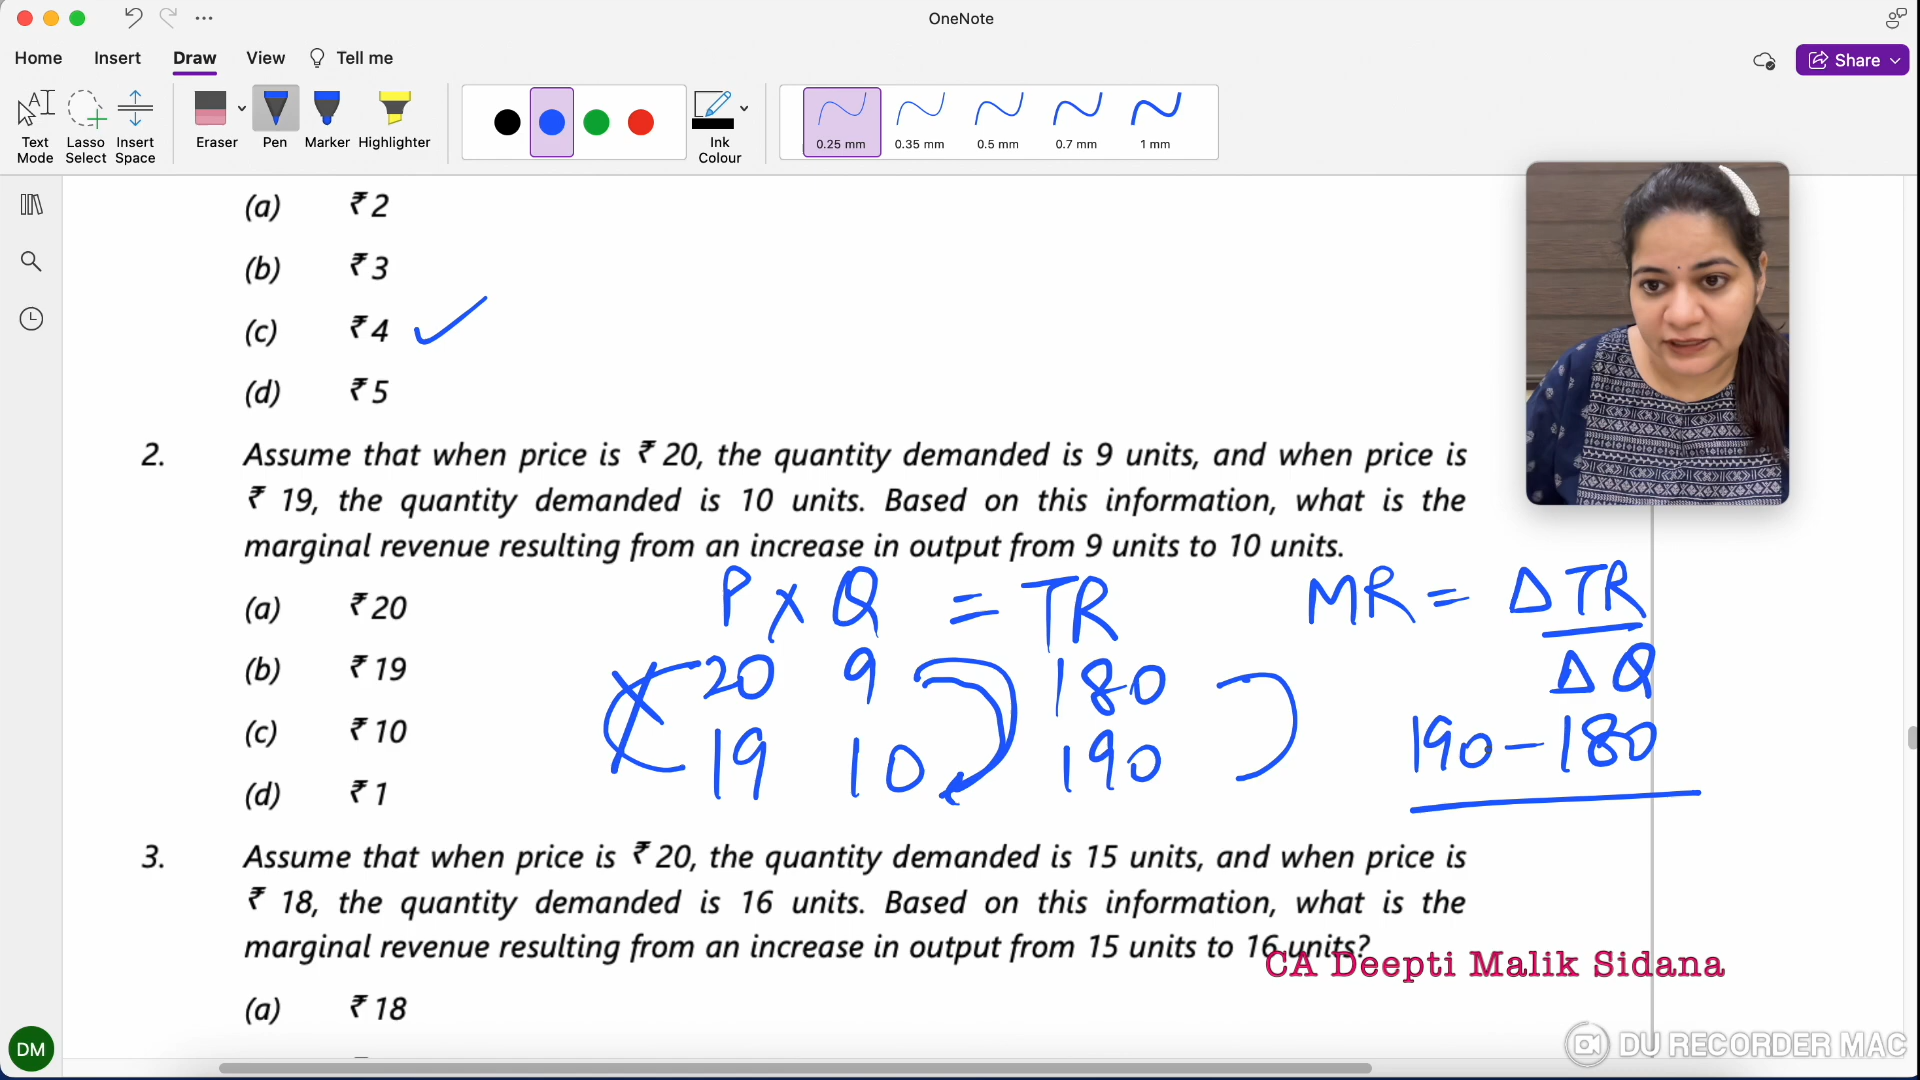 OneNote
Home Insert Draw View Tell me
Share
Text Mode
Lasso Select
Insert Space
Eraser
Pen
Marker
Highlighter
Ink Colour
0.25 mm 0.35 mm 0.5 mm 0.7 mm 1 mm
(a) ₹ 2
(b) ₹ 3
(c) ₹ 4
(d) ₹ 5
2. Assume that when price is ₹ 20, the quantity demanded is 9 units, and when price is
₹ 19, the quantity demanded is 10 units. Based on this information, what is the
marginal revenue resulting from an increase in output from 9 units to 10 units.
(a) ₹ 20
(b) ₹ 19
(c) ₹ 10
(d) ₹ 1
P x Q = TR
20 9 180
19 10 190
MR = Δ TR
Δ Q
190 - 180
3. Assume that when price is ₹ 20, the quantity demanded is 15 units, and when price is
₹ 18, the quantity demanded is 16 units. Based on this information, what is the
marginal revenue resulting from an increase in output from 15 units to 16 units?
CA Deepti Malik Sidana
(a) ₹ 18
DM
DU RECORDER MAC